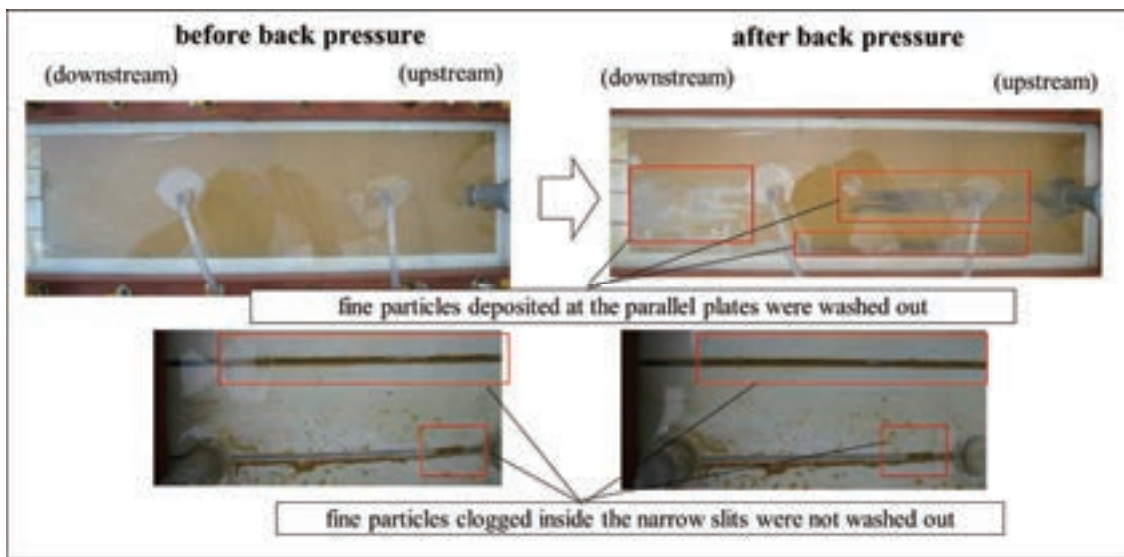 before back pressure
after back pressure
(downstream)
(upstream)
(downstream)
(upstream)
fine particles deposited at the parallel plates were washed out
fine particles clogged inside the narrow slits were not washed out